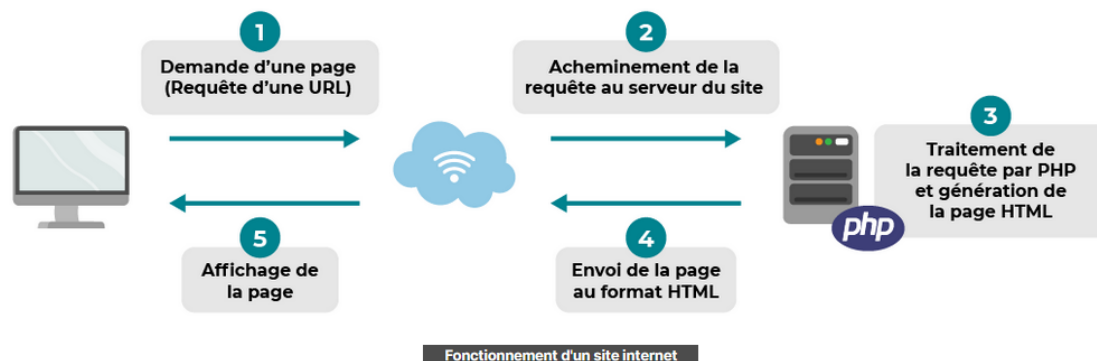 1
Demande d'une page
(Requête d'une URL)
2
Acheminement de la
requête au serveur du site
3
Traitement de
la requête par PHP
et génération de
la page HTML
php
4
Envoi de la page
au format HTML
5
Affichage de
la page
Fonctionnement d'un site internet